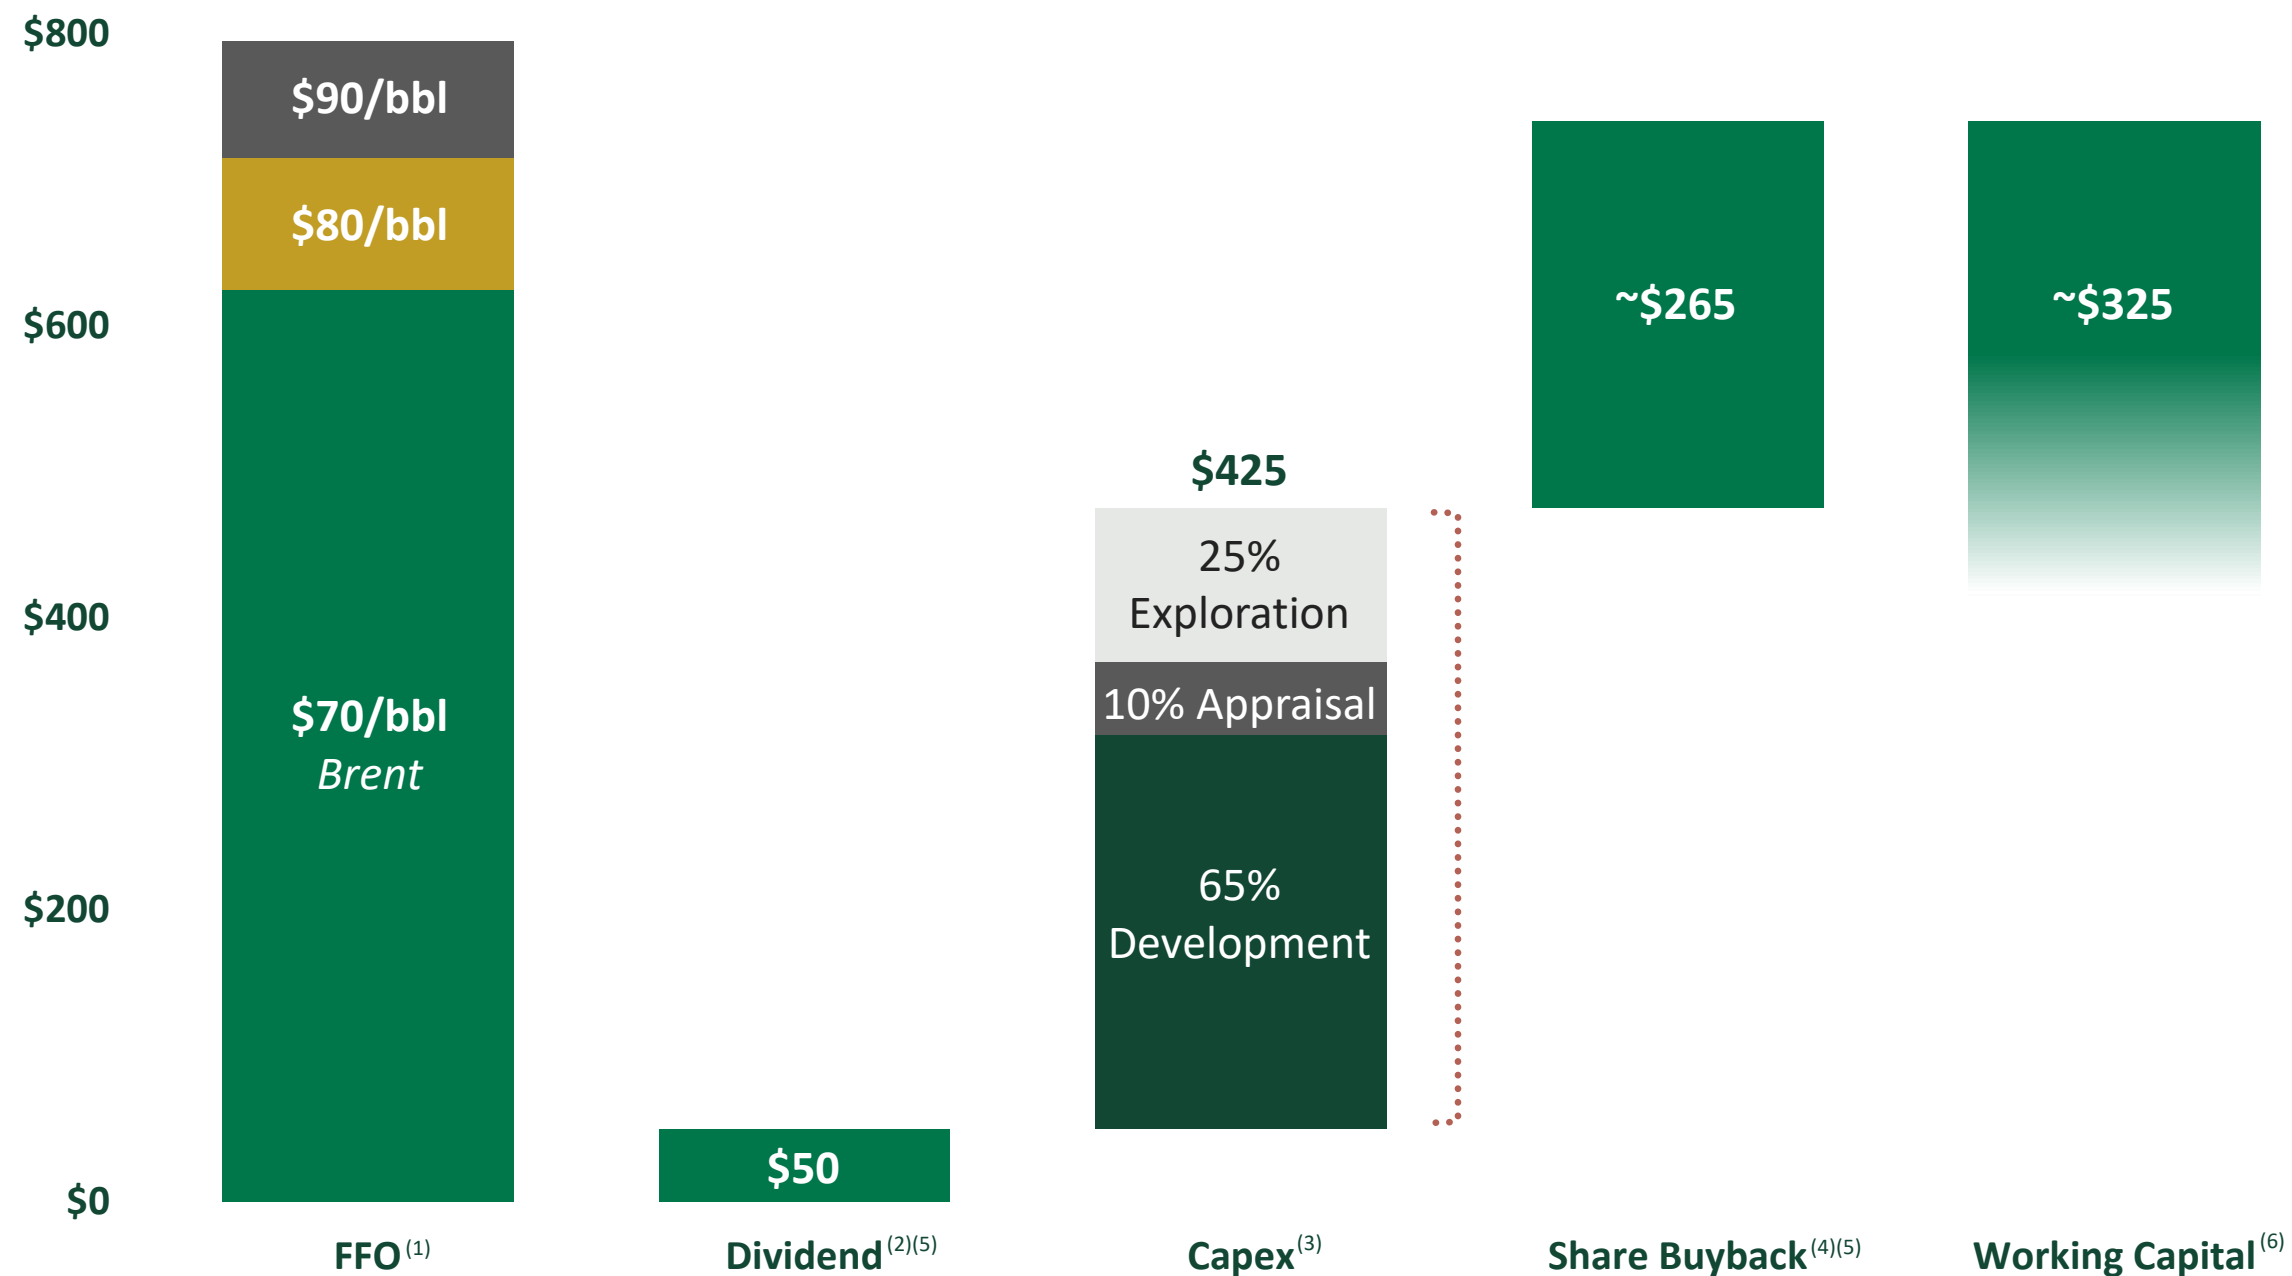 $800
$600
$400
$200
$0
$90/bbl
$80/bbl
$70/bbl
Brent
$50
$425
25%
Exploration
10% Appraisal
65%
Development
~$265
~$325
FFO(1)
Dividend(2)(5)
Capex(3)
Share Buyback(4)(5)
Working Capital(6)